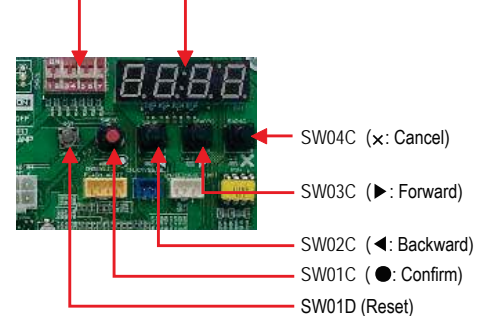 SW04C (×: Cancel)
SW03C (▶: Forward)
SW02C (◀: Backward)
SW01C (●: Confirm)
SW01D (Reset)